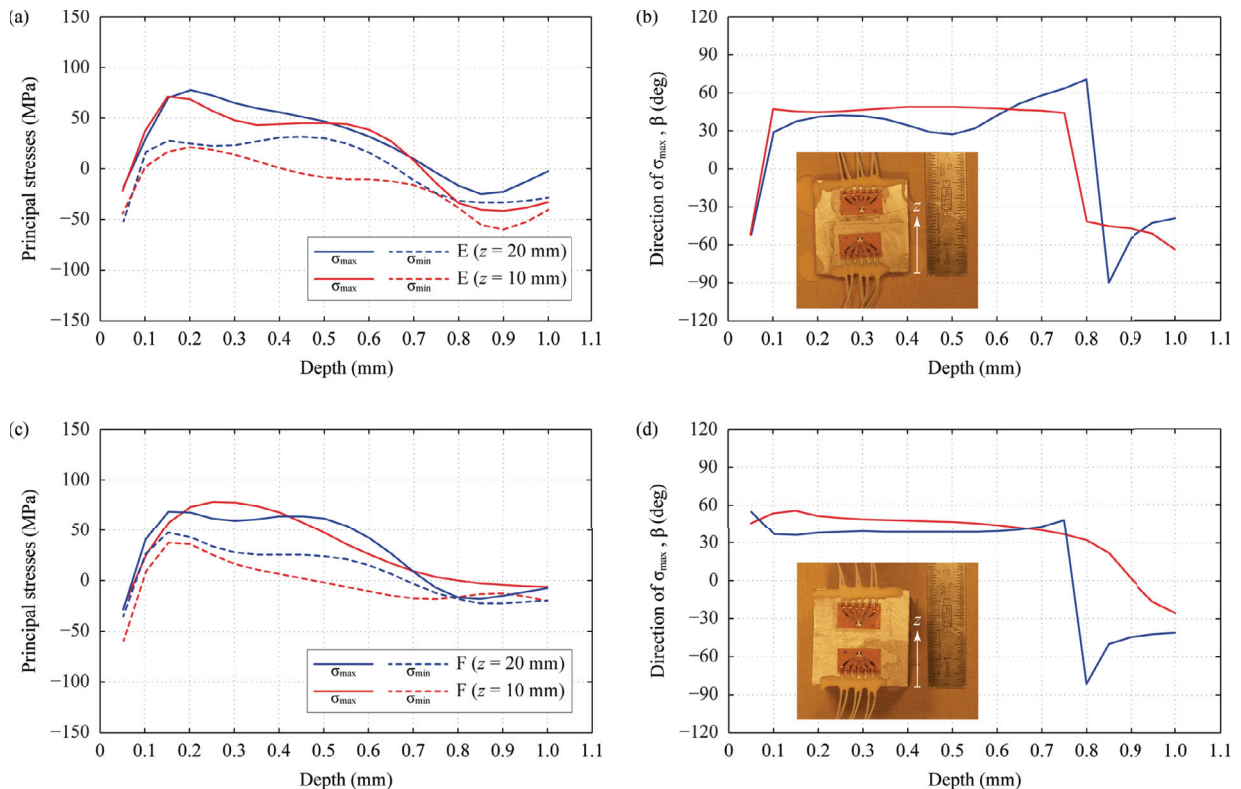 (a)
Principal stresses (MPa)
150
100
50
0
−50
−100
−150
σmax σmin E (z = 20 mm)
σmax σmin E (z = 10 mm)
0 0.1 0.2 0.3 0.4 0.5 0.6 0.7 0.8 0.9 1.0 1.1
Depth (mm)
(b)
Direction of σmax , β (deg)
120
90
60
30
0
−30
−60
−90
−120
z
0 0.1 0.2 0.3 0.4 0.5 0.6 0.7 0.8 0.9 1.0 1.1
Depth (mm)
(c)
Principal stresses (MPa)
150
100
50
0
−50
−100
−150
σmax σmin F (z = 20 mm)
σmax σmin F (z = 10 mm)
0 0.1 0.2 0.3 0.4 0.5 0.6 0.7 0.8 0.9 1.0 1.1
Depth (mm)
(d)
Direction of σmax , β (deg)
120
90
60
30
0
−30
−60
−90
−120
z
0 0.1 0.2 0.3 0.4 0.5 0.6 0.7 0.8 0.9 1.0 1.1
Depth (mm)